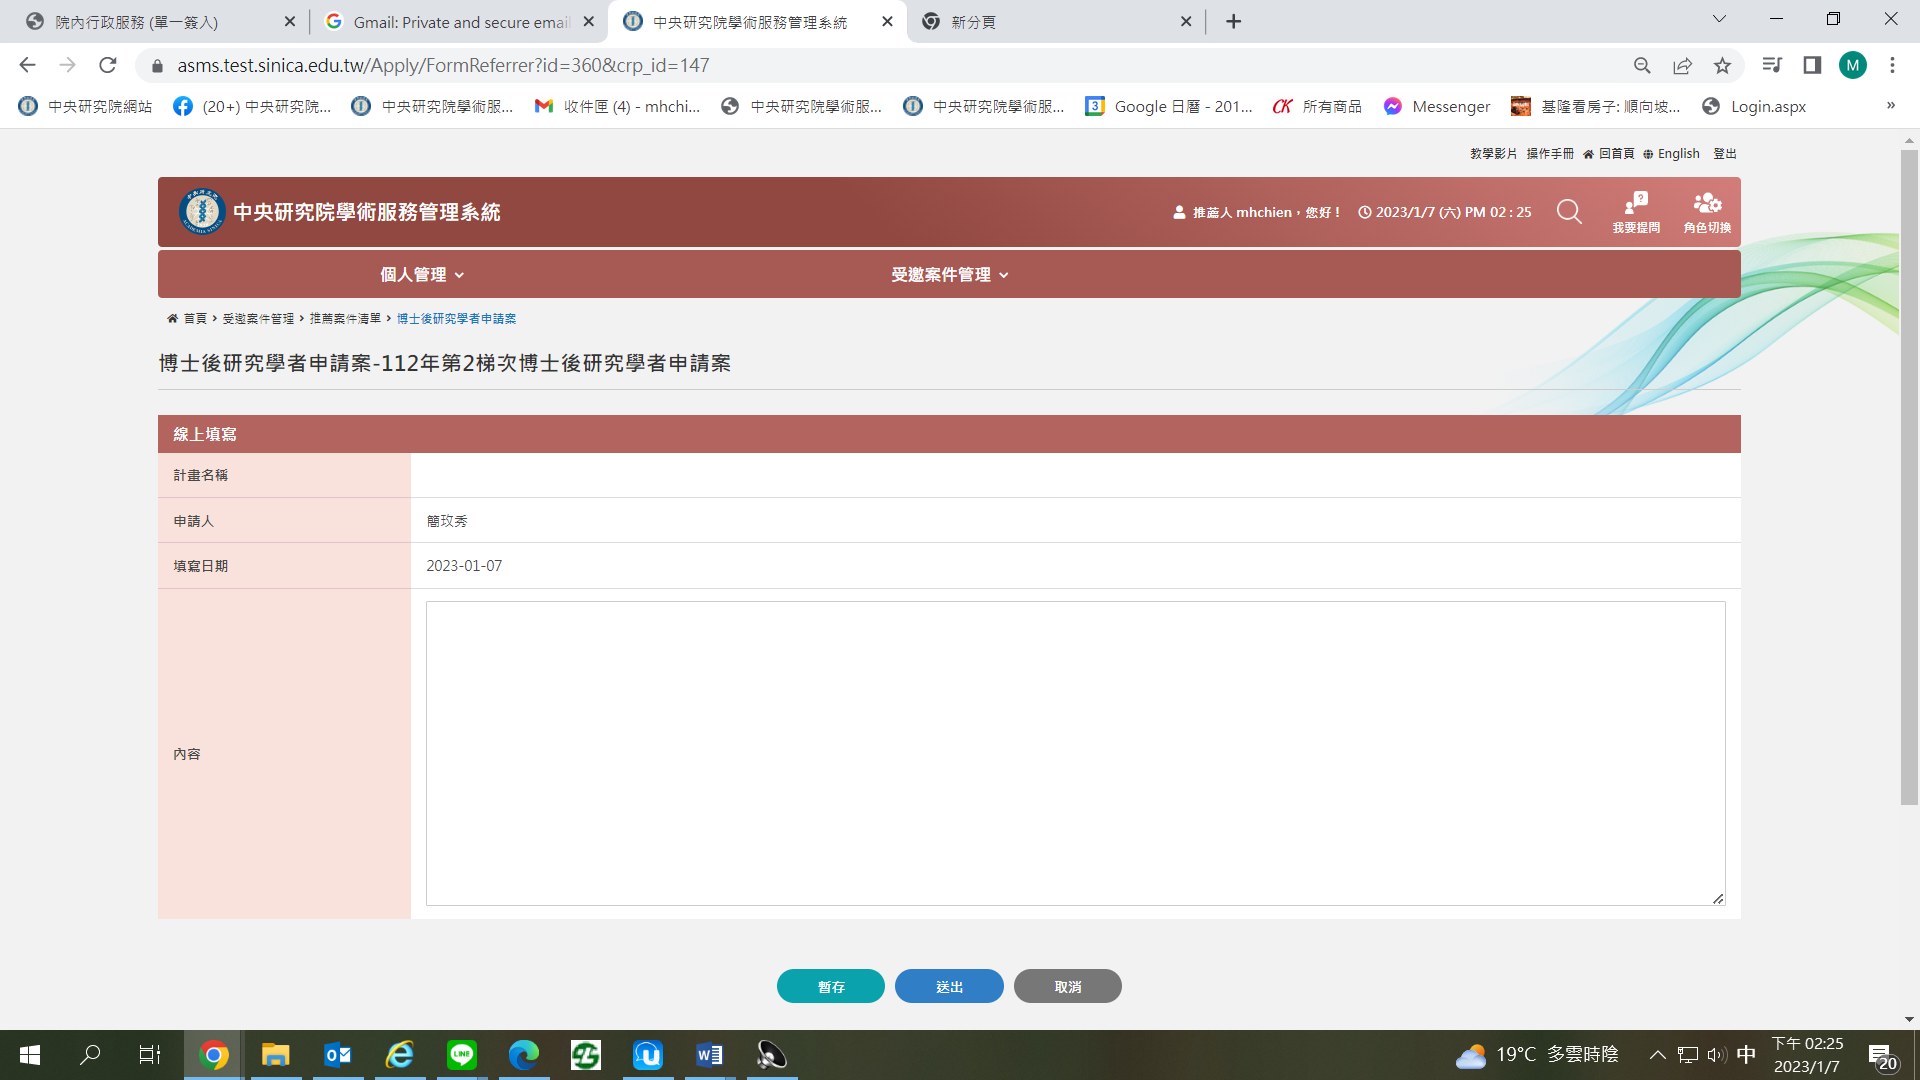 院內行政服務 (單一簽入)
Gmail: Private and secure email
中央研究院學術服務管理系統
新分頁
asms.test.sinica.edu.tw/Apply/FormReferrer?id=360&crp_id=147
M
中央研究院網站
(20+) 中央研究院...
中央研究院學術服...
收件匣 (4) - mhchi...
中央研究院學術服...
中央研究院學術服...
3
Google 日曆 - 201...
CK
所有商品
Messenger
基隆看房子: 順向坡...
Login.aspx
»
教學影片 操作手冊 回首頁 English 登出
中央研究院學術服務管理系統
推薦人 mhchien,您好!
2023/1/7 (六) PM 02 : 25
我要提問
角色切換
個人管理
受邀案件管理
首頁 › 受邀案件管理 › 推薦案件清單 › 博士後研究學者申請案
博士後研究學者申請案-112年第2梯次博士後研究學者申請案
線上填寫
計畫名稱
申請人
簡玫秀
填寫日期
2023-01-07
內容
暫存
送出
取消
LINE
19°C 多雲時陰
中
下午 02:25
2023/1/7
20